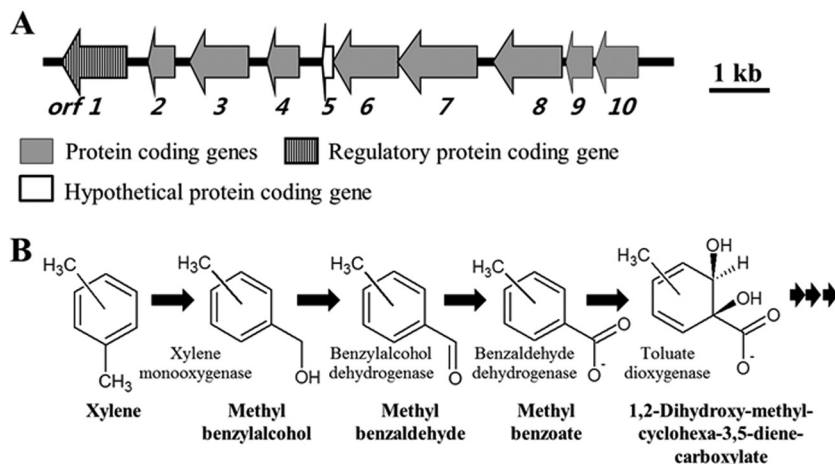 A
1 kb
orf 1 2 3 4 5 6 7 8 9 10
Protein coding genes Regulatory protein coding gene
Hypothetical protein coding gene
B
H₃C
CH₃
Xylene
Xylene
monooxygenase
H₃C
OH
Methyl
benzylalcohol
Benzylalcohol
dehydrogenase
H₃C
O
Methyl
benzaldehyde
Benzaldehyde
dehydrogenase
H₃C
O
O⁻
Methyl
benzoate
Toluate
dioxygenase
H₃C
OH
H
OH
O
O⁻
1,2-Dihydroxy-methyl-
cyclohexa-3,5-diene-
carboxylate